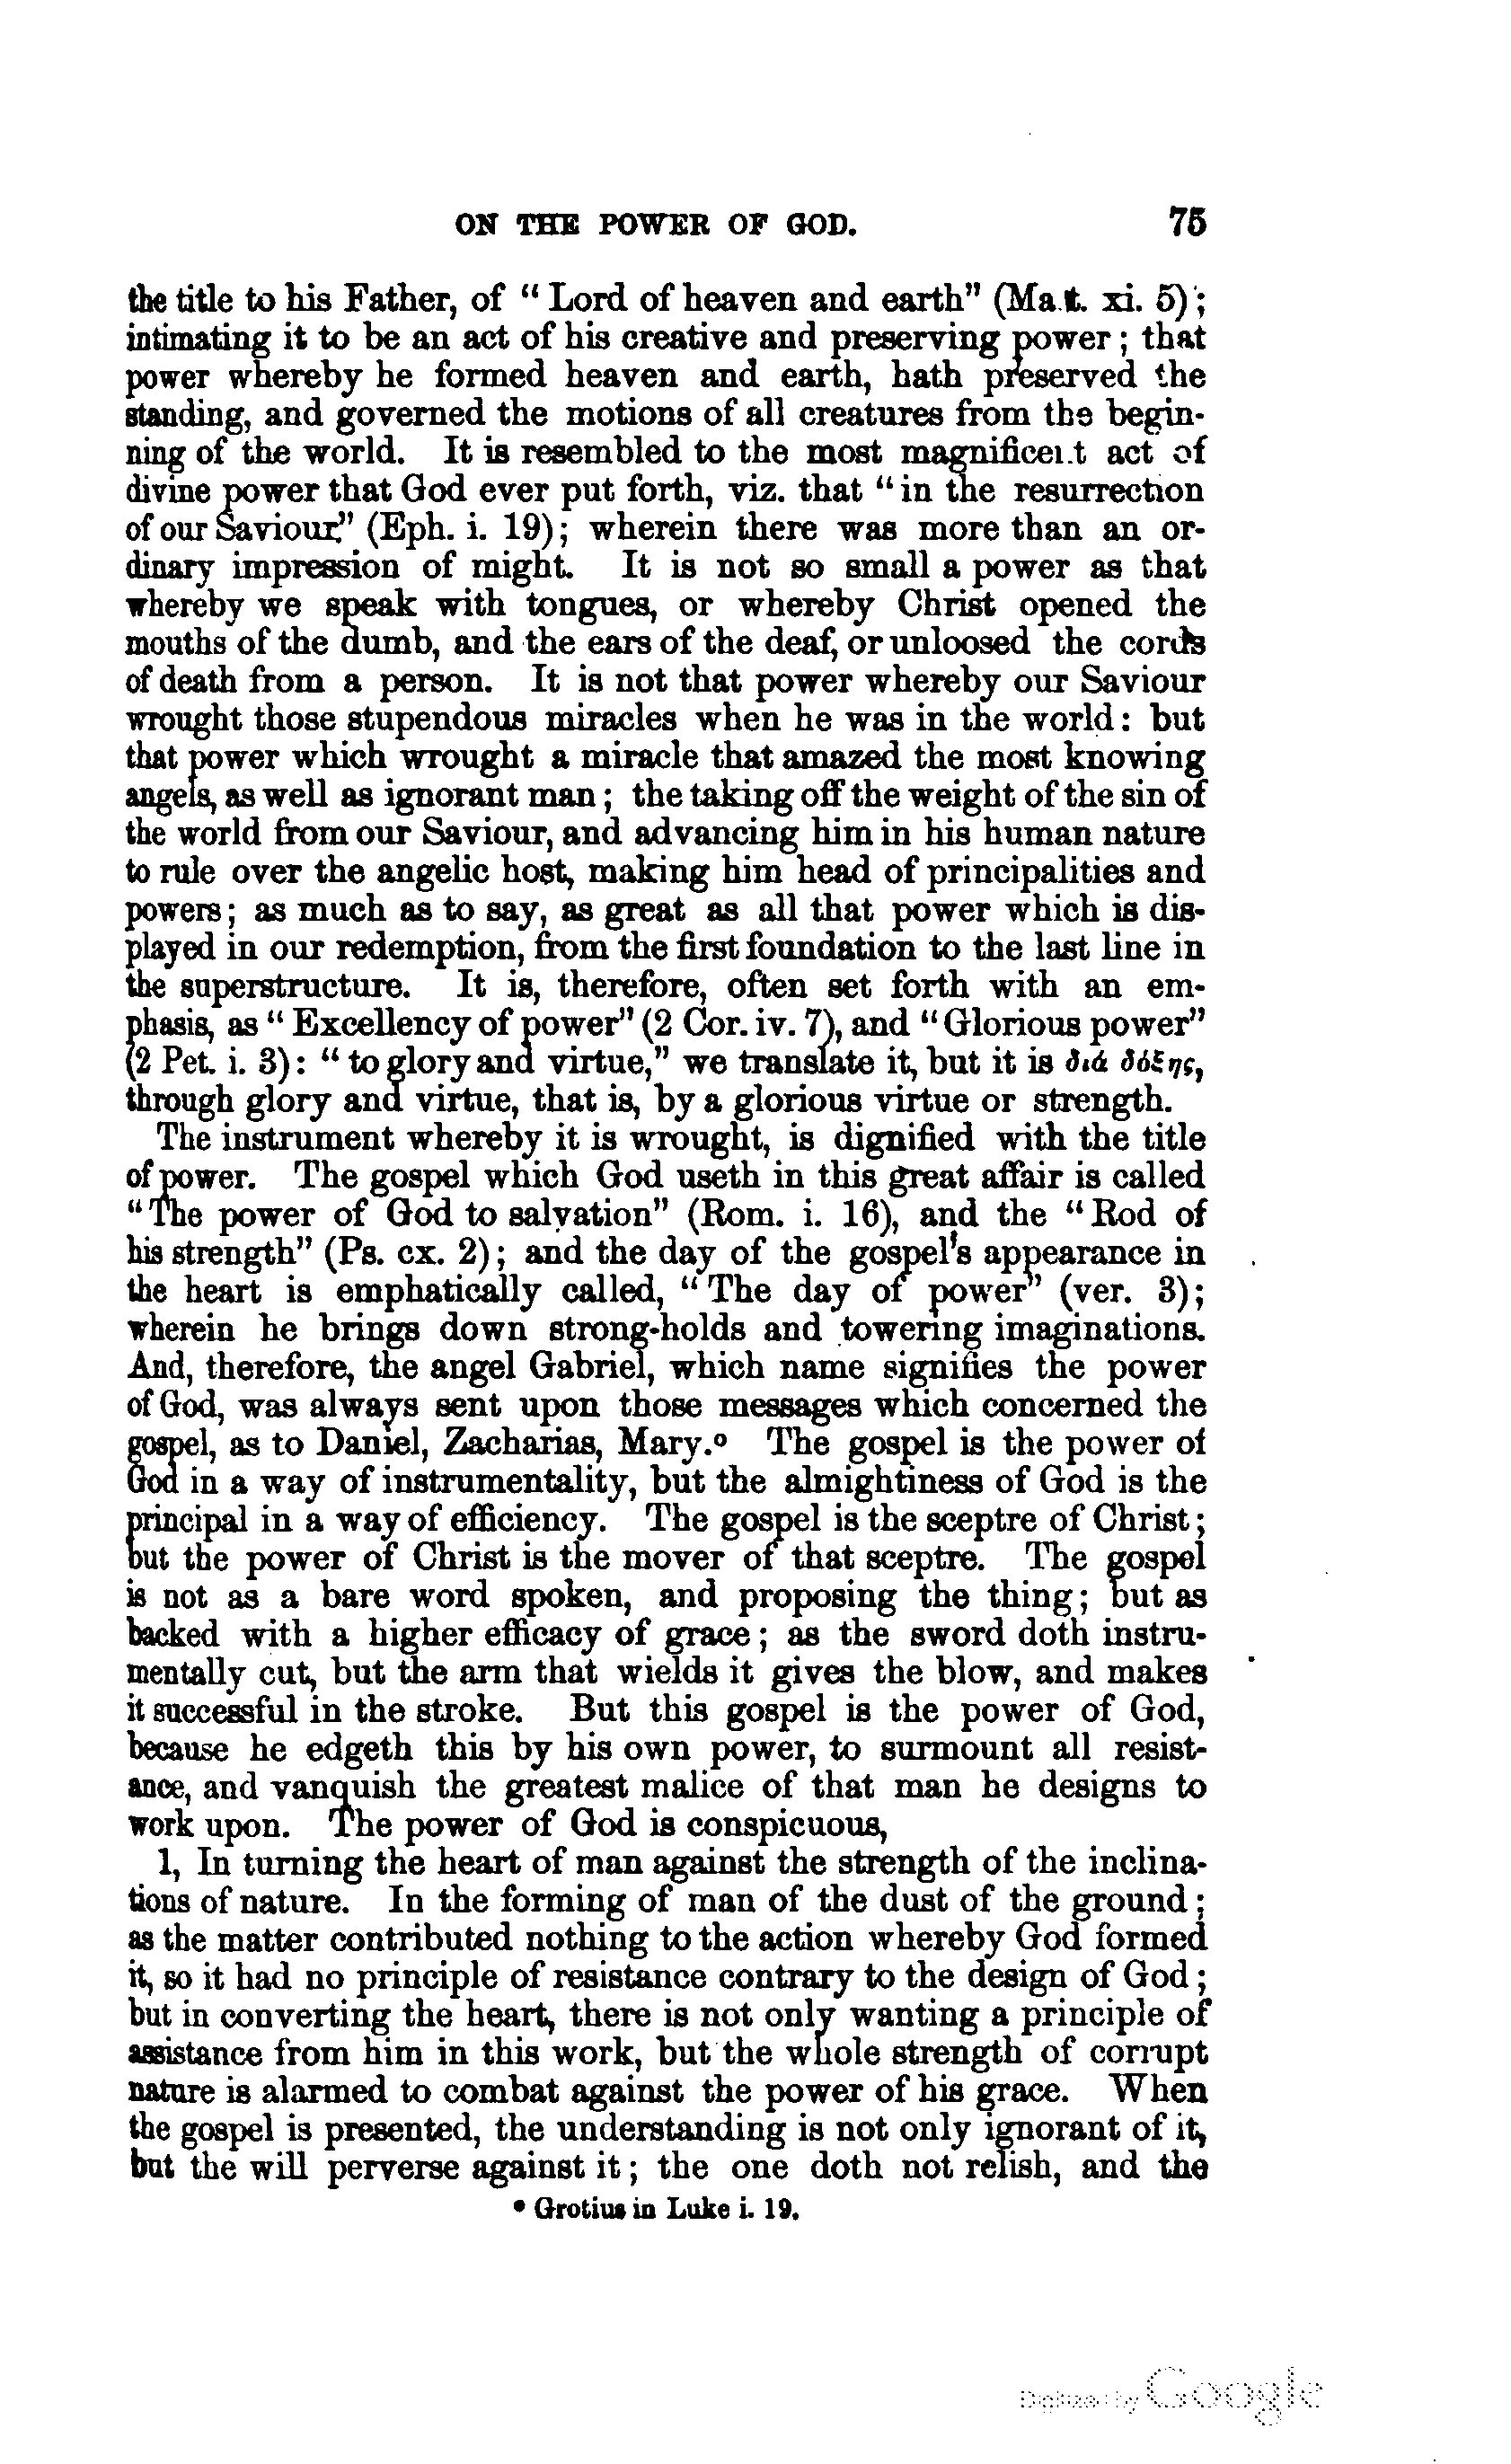 ON THE POWER OF GOD. 75
the title to his Father, of “ Lord of heaven and earth” (Mat. xi. 5);
intimating it to be an act of his creative and preserving power; that
power whereby he formed heaven and earth, hath preserved the
standing, and governed the motions of all creatures from the begin-
ning of the world. It is resembled to the most magnificent act of
divine power that God ever put forth, viz. that “in the resurrection
of our Saviour” (Eph. i. 19); wherein there was more than an or-
dinary impression of might. It is not so small a power as that
whereby we speak with tongues, or whereby Christ opened the
mouths of the dumb, and the ears of the deaf, or unloosed the cords
of death from a person. It is not that power whereby our Saviour
wrought those stupendous miracles when he was in the world: but
that power which wrought a miracle that amazed the most knowing
angels, as well as ignorant man; the taking off the weight of the sin of
the world from our Saviour, and advancing him in his human nature
to rule over the angelic host, making him head of principalities and
powers; as much as to say, as great as all that power which is dis-
played in our redemption, from the first foundation to the last line in
the superstructure. It is, therefore, often set forth with an em-
phasis, as “ Excellency of power” (2 Cor. iv. 7), and “Glorious power”
(2 Pet. i. 3): “to glory and virtue,” we translate it, but it is διά δόξης,
through glory and virtue, that is, by a glorious virtue or strength.
The instrument whereby it is wrought, is dignified with the title
of power. The gospel which God useth in this great affair is called
“The power of God to salvation” (Rom. i. 16), and the “Rod of
his strength” (Ps. cx. 2); and the day of the gospel's appearance in
the heart is emphatically called, “The day of power” (ver. 3);
wherein he brings down strong-holds and towering imaginations.
And, therefore, the angel Gabriel, which name signifies the power
of God, was always sent upon those messages which concerned the
gospel, as to Daniel, Zacharias, Mary.º The gospel is the power of
God in a way of instrumentality, but the almightiness of God is the
principal in a way of efficiency. The gospel is the sceptre of Christ;
but the power of Christ is the mover of that sceptre. The gospel
is not as a bare word spoken, and proposing the thing; but as
backed with a higher efficacy of grace; as the sword doth instru-
mentally cut, but the arm that wields it gives the blow, and makes
it successful in the stroke. But this gospel is the power of God,
because he edgeth this by his own power, to surmount all resist-
ance, and vanquish the greatest malice of that man he designs to
work upon. The power of God is conspicuous,
1, In turning the heart of man against the strength of the inclina-
tions of nature. In the forming of man of the dust of the ground;
as the matter contributed nothing to the action whereby God formed
it, so it had no principle of resistance contrary to the design of God;
but in converting the heart, there is not only wanting a principle of
assistance from him in this work, but the whole strength of corrupt
nature is alarmed to combat against the power of his grace. When
the gospel is presented, the understanding is not only ignorant of it,
but the will perverse against it; the one doth not relish, and the
º Grotius in Luke i. 19.
Digitized by Google